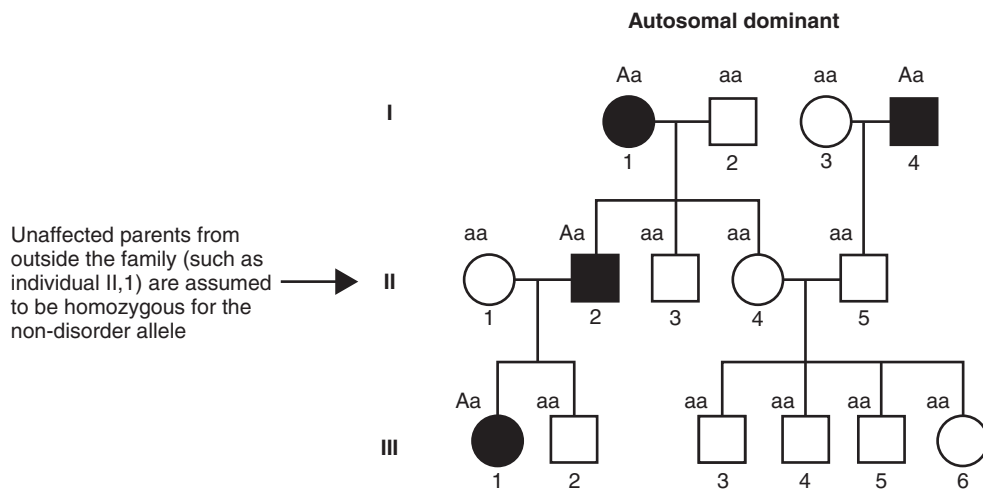 Autosomal dominant
Aa aa aa Aa
I
1 2 3 4
Unaffected parents from
outside the family (such as
individual II,1) are assumed
to be homozygous for the
non-disorder allele
aa Aa aa aa aa
II
1 2 3 4 5
Aa aa aa aa aa aa
III
1 2 3 4 5 6